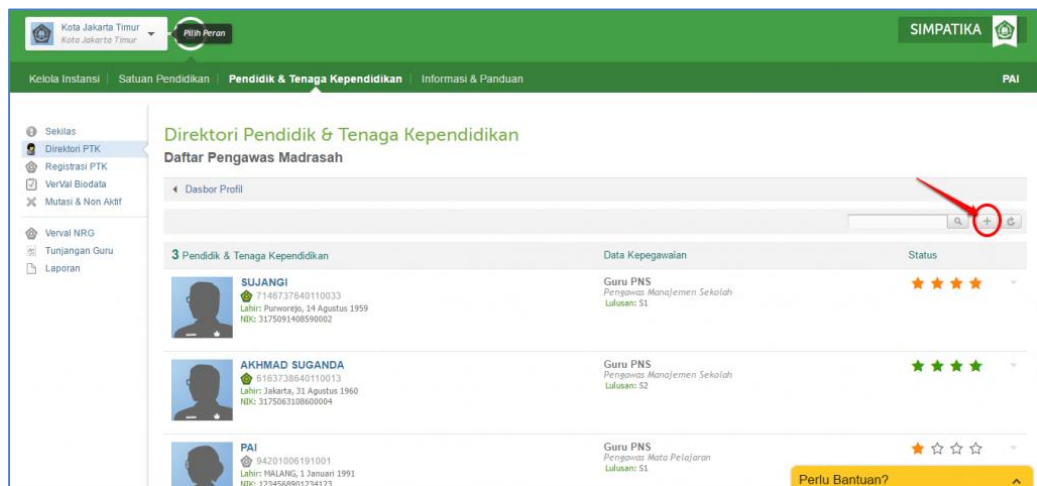 Kota Jakarta Timur
Kota Jakarta Timur
Pilih Peran
SIMPATIKA
Kelola Instansi | Satuan Pendidikan | Pendidik & Tenaga Kependidikan | Informasi & Panduan
PAI
Sekilas
Direktori PTK
Registrasi PTK
VerVal Biodata
Mutasi & Non Aktif
Verval NRG
Tunjangan Guru
Laporan
Direktori Pendidik & Tenaga Kependidikan
Daftar Pengawas Madrasah
Dasbor Profil
3 Pendidik & Tenaga Kependidikan
Data Kepegawaian
Status
SUJANGI
7146737640110033
Lahir: Purworejo, 14 Agustus 1959
NIK: 3175091408590002
Guru PNS
Pengawas Manajemen Sekolah
Lulusan: S1
AKHMAD SUGANDA
6163738640110013
Lahir: Jakarta, 31 Agustus 1960
NIK: 3175063108600004
Guru PNS
Pengawas Manajemen Sekolah
Lulusan: S2
PAI
94201006191001
Lahir: MALANG, 1 Januari 1991
NIK: 1234568901234123
Guru PNS
Pengawas Mata Pelajaran
Lulusan: S1
Perlu Bantuan?